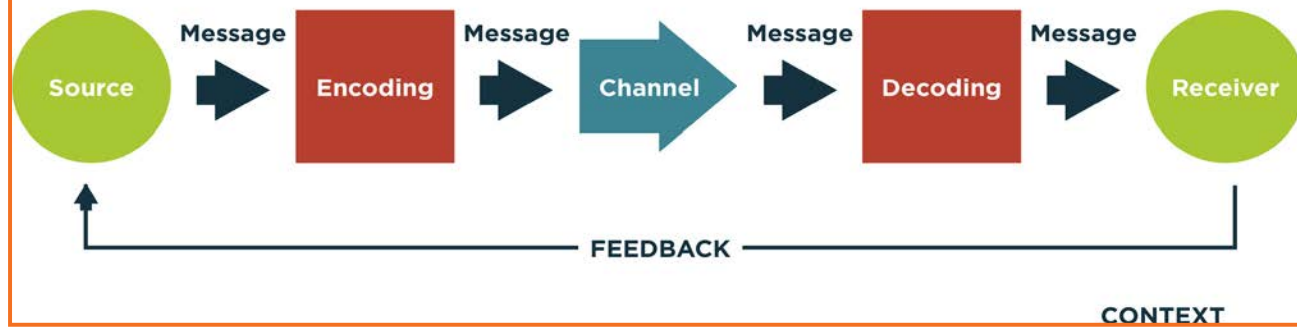 Message Message Message Message
Source Encoding Channel Decoding Receiver
FEEDBACK
CONTEXT